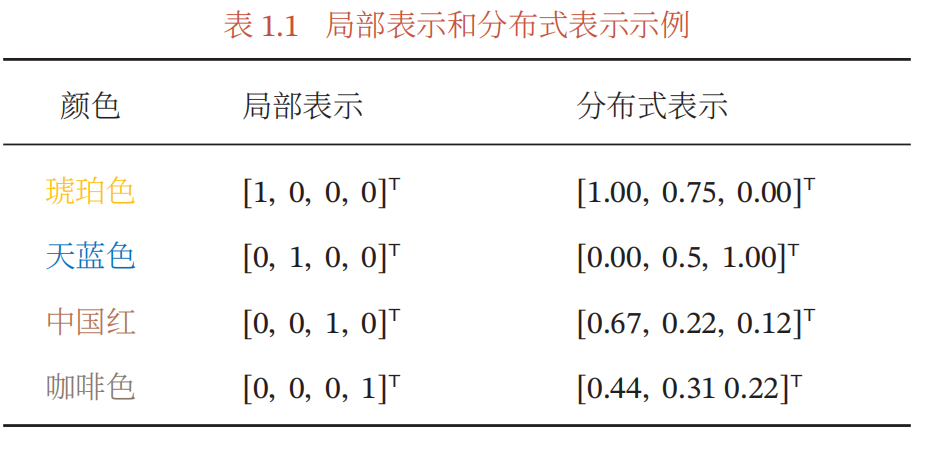 表 1.1 局部表示和分布式表示示例
颜色 局部表示 分布式表示
琥珀色 [1, 0, 0, 0]ᵀ [1.00, 0.75, 0.00]ᵀ
天蓝色 [0, 1, 0, 0]ᵀ [0.00, 0.5, 1.00]ᵀ
中国红 [0, 0, 1, 0]ᵀ [0.67, 0.22, 0.12]ᵀ
咖啡色 [0, 0, 0, 1]ᵀ [0.44, 0.31 0.22]ᵀ